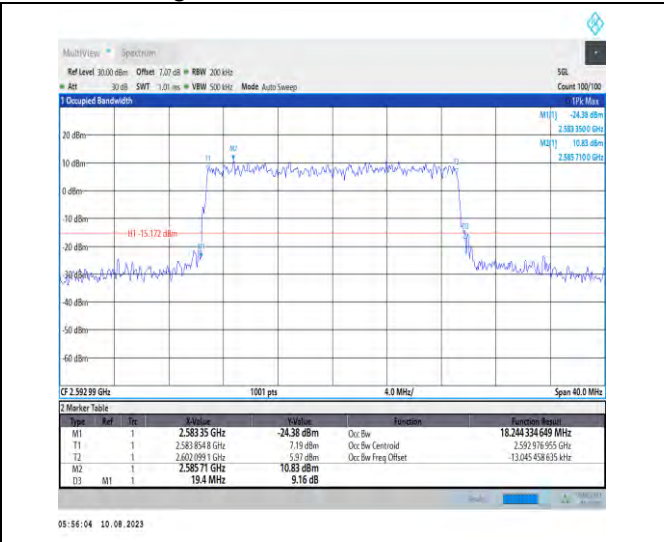 MultiView Spectrum
Ref Level 30.00 dBm Offset 7.07 dB RBW 200 kHz SGL
Att 30 dB SWT 1.01 ms VBW 500 kHz Mode Auto Sweep Count 100/100
1 Occupied Bandwidth 1Pk Max
M1[1] -24.38 dBm
2.583 3500 GHz
M2[1] 10.83 dBm
2.585 7100 GHz
20 dBm
M2
T1
T2
10 dBm
0 dBm
-10 dBm
H1 -15.172 dBm
D3
-20 dBm
M1
-30 dBm
-40 dBm
-50 dBm
-60 dBm
CF 2.592 99 GHz 1001 pts 4.0 MHz/ Span 40.0 MHz
2 Marker Table
Type Ref Trc X-Value Y-Value Function Function Result
M1 1 2.583 35 GHz -24.38 dBm Occ Bw 18.244 334 649 MHz
T1 1 2.583 854 8 GHz 7.19 dBm Occ Bw Centroid 2.592 976 955 GHz
T2 1 2.602 099 1 GHz 5.97 dBm Occ Bw Freq Offset -13.045 458 635 kHz
M2 1 2.585 71 GHz 10.83 dBm
D3 M1 1 19.4 MHz 9.16 dB
05:56:04 10.08.2023